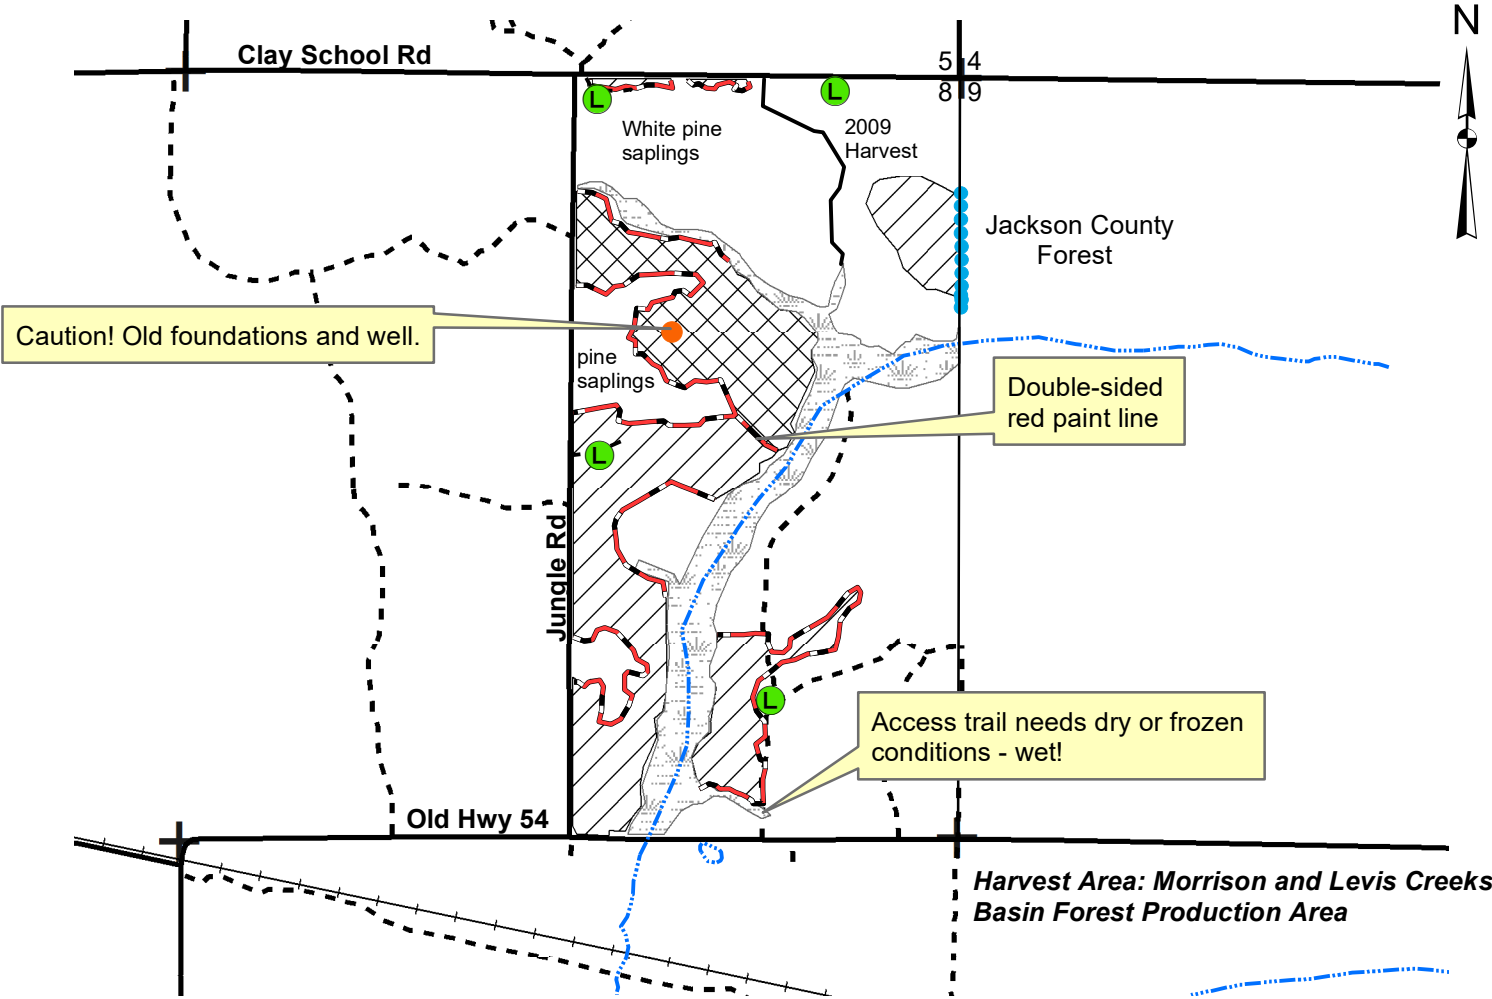 N
Clay School Rd
5 4
8 9
L
L
White pine
saplings
2009
Harvest
Jackson County
Forest
Caution! Old foundations and well.
pine
saplings
Double-sided
red paint line
L
Jungle Rd
L
Access trail needs dry or frozen
conditions - wet!
Old Hwy 54
Harvest Area: Morrison and Levis Creeks
Basin Forest Production Area